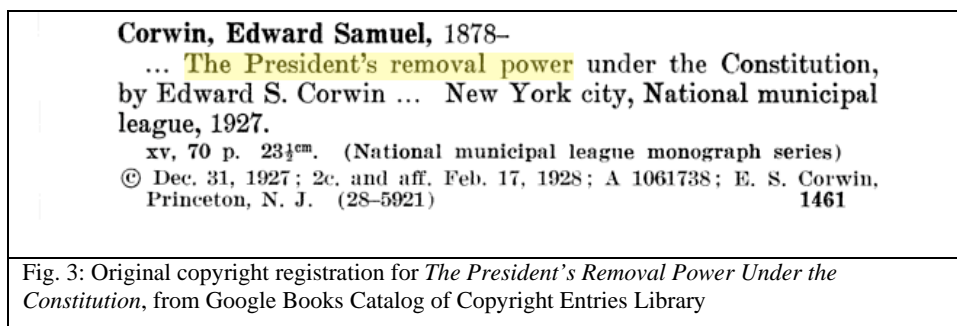 Corwin, Edward Samuel, 1878–
... The President's removal power under the Constitution,
by Edward S. Corwin ... New York city, National municipal
league, 1927.
xv, 70 p. 23½ᶜᵐ. (National municipal league monograph series)
© Dec. 31, 1927; 2c. and aff. Feb. 17, 1928; A 1061738; E. S. Corwin,
Princeton, N. J. (28–5921) 1461
Fig. 3: Original copyright registration for The President's Removal Power Under the
Constitution, from Google Books Catalog of Copyright Entries Library